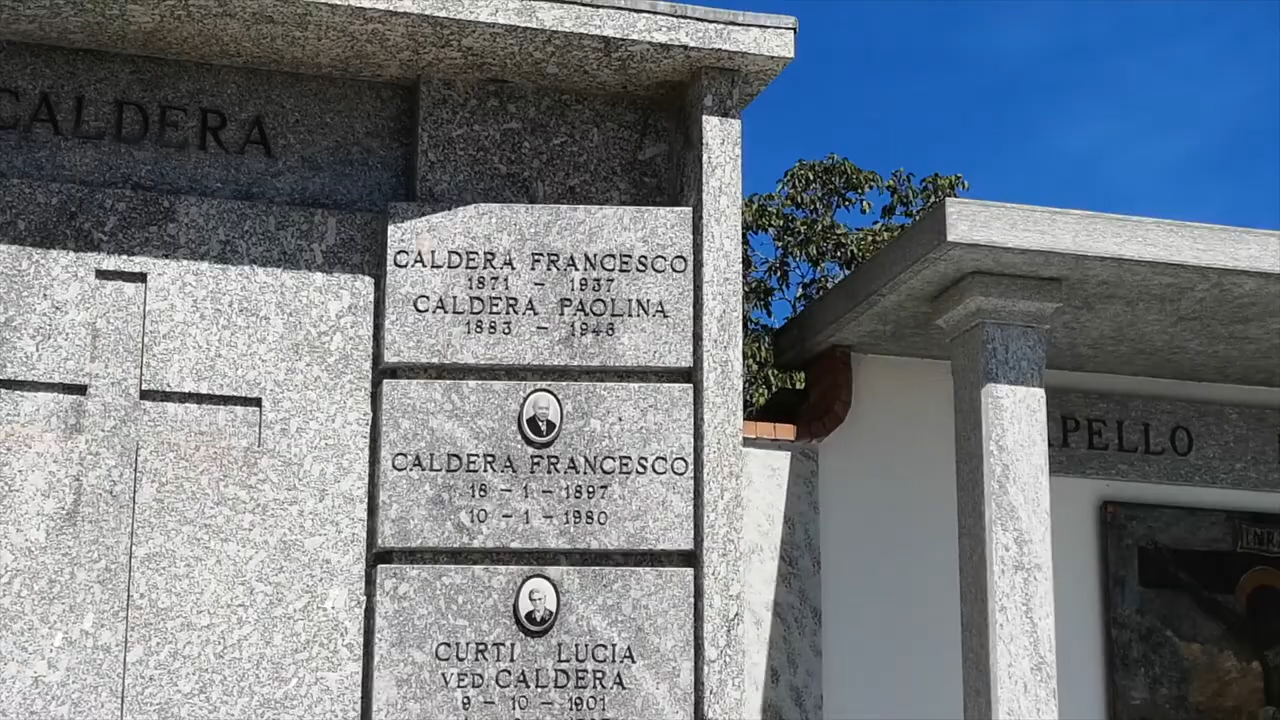 CALDERA
CALDERA FRANCESCO
1871 – 1937
CALDERA PAOLINA
1883 – 1946
CALDERA FRANCESCO
18 – 1 – 1897
10 – 1 – 1980
CURTI LUCIA
VED CALDERA
9 – 10 – 1901
PELLO